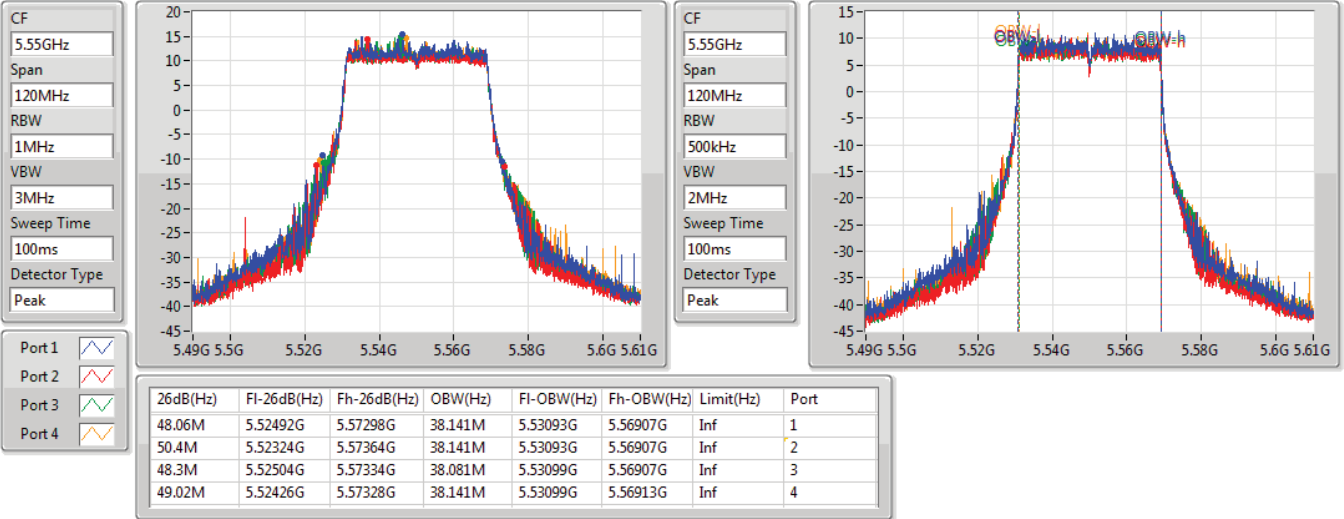 CF
5.55GHz
Span
120MHz
RBW
1MHz
VBW
3MHz
Sweep Time
100ms
Detector Type
Peak
20
15
10
5
0
-5
-10
-15
-20
-25
-30
-35
-40
-45
5.49G 5.5G 5.52G 5.54G 5.56G 5.58G 5.6G 5.61G
CF
5.55GHz
Span
120MHz
RBW
500kHz
VBW
2MHz
Sweep Time
100ms
Detector Type
Peak
15
10
5
0
-5
-10
-15
-20
-25
-30
-35
-40
-45
OBW-h
5.49G 5.5G 5.52G 5.54G 5.56G 5.58G 5.6G 5.61G
Port 1
Port 2
Port 3
Port 4
26dB(Hz) Fl-26dB(Hz) Fh-26dB(Hz) OBW(Hz) Fl-OBW(Hz) Fh-OBW(Hz) Limit(Hz) Port
48.06M 5.52492G 5.57298G 38.141M 5.53093G 5.56907G Inf 1
50.4M 5.52324G 5.57364G 38.141M 5.53093G 5.56907G Inf 2
48.3M 5.52504G 5.57334G 38.081M 5.53099G 5.56907G Inf 3
49.02M 5.52426G 5.57328G 38.141M 5.53099G 5.56913G Inf 4